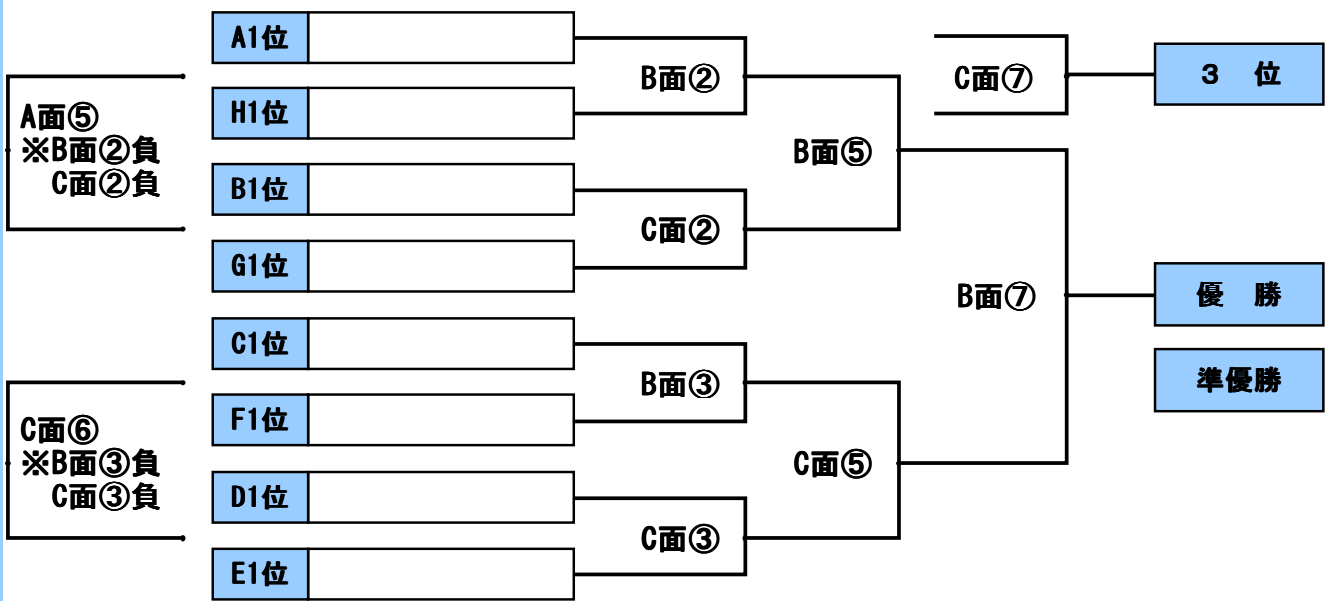 A1位
H1位
B1位
G1位
C1位
F1位
D1位
E1位
A面⑤
※B面②負
C面②負
C面⑥
※B面③負
C面③負
B面②
C面②
B面③
C面③
B面⑤
C面⑤
C面⑦
B面⑦
３　位
優　勝
準優勝